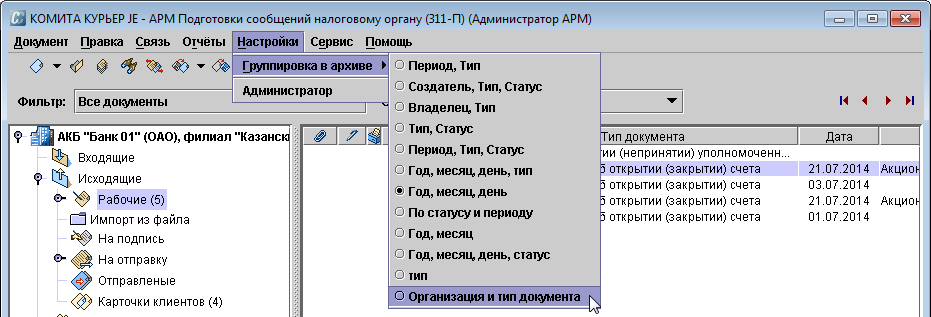 КОМИТА КУРЬЕР JE - АРМ Подготовки сообщений налоговому органу (311-П) (Администратор АРМ)
Документ Правка Связь Отчёты Настройки Сервис Помощь
Группировка в архиве
Администратор
Период, Тип
Создатель, Тип, Статус
Владелец, Тип
Тип, Статус
Период, Тип, Статус
Год, месяц, день, тип
Год, месяц, день
По статусу и периоду
Год, месяц
Год, месяц, день, статус
тип
Организация и тип документа
Фильтр: Все документы
АКБ "Банк 01" (ОАО), филиал "Казански
Входящие
Исходящие
Рабочие (5)
Импорт из файла
На подпись
На отправку
Отправленые
Карточки клиентов (4)
Тип документа Дата
тии (непринятии) уполномоченн...
б открытии (закрытии) счета 21.07.2014 Акцион
б открытии (закрытии) счета 03.07.2014
б открытии (закрытии) счета 21.07.2014 Акцион
б открытии (закрытии) счета 01.07.2014